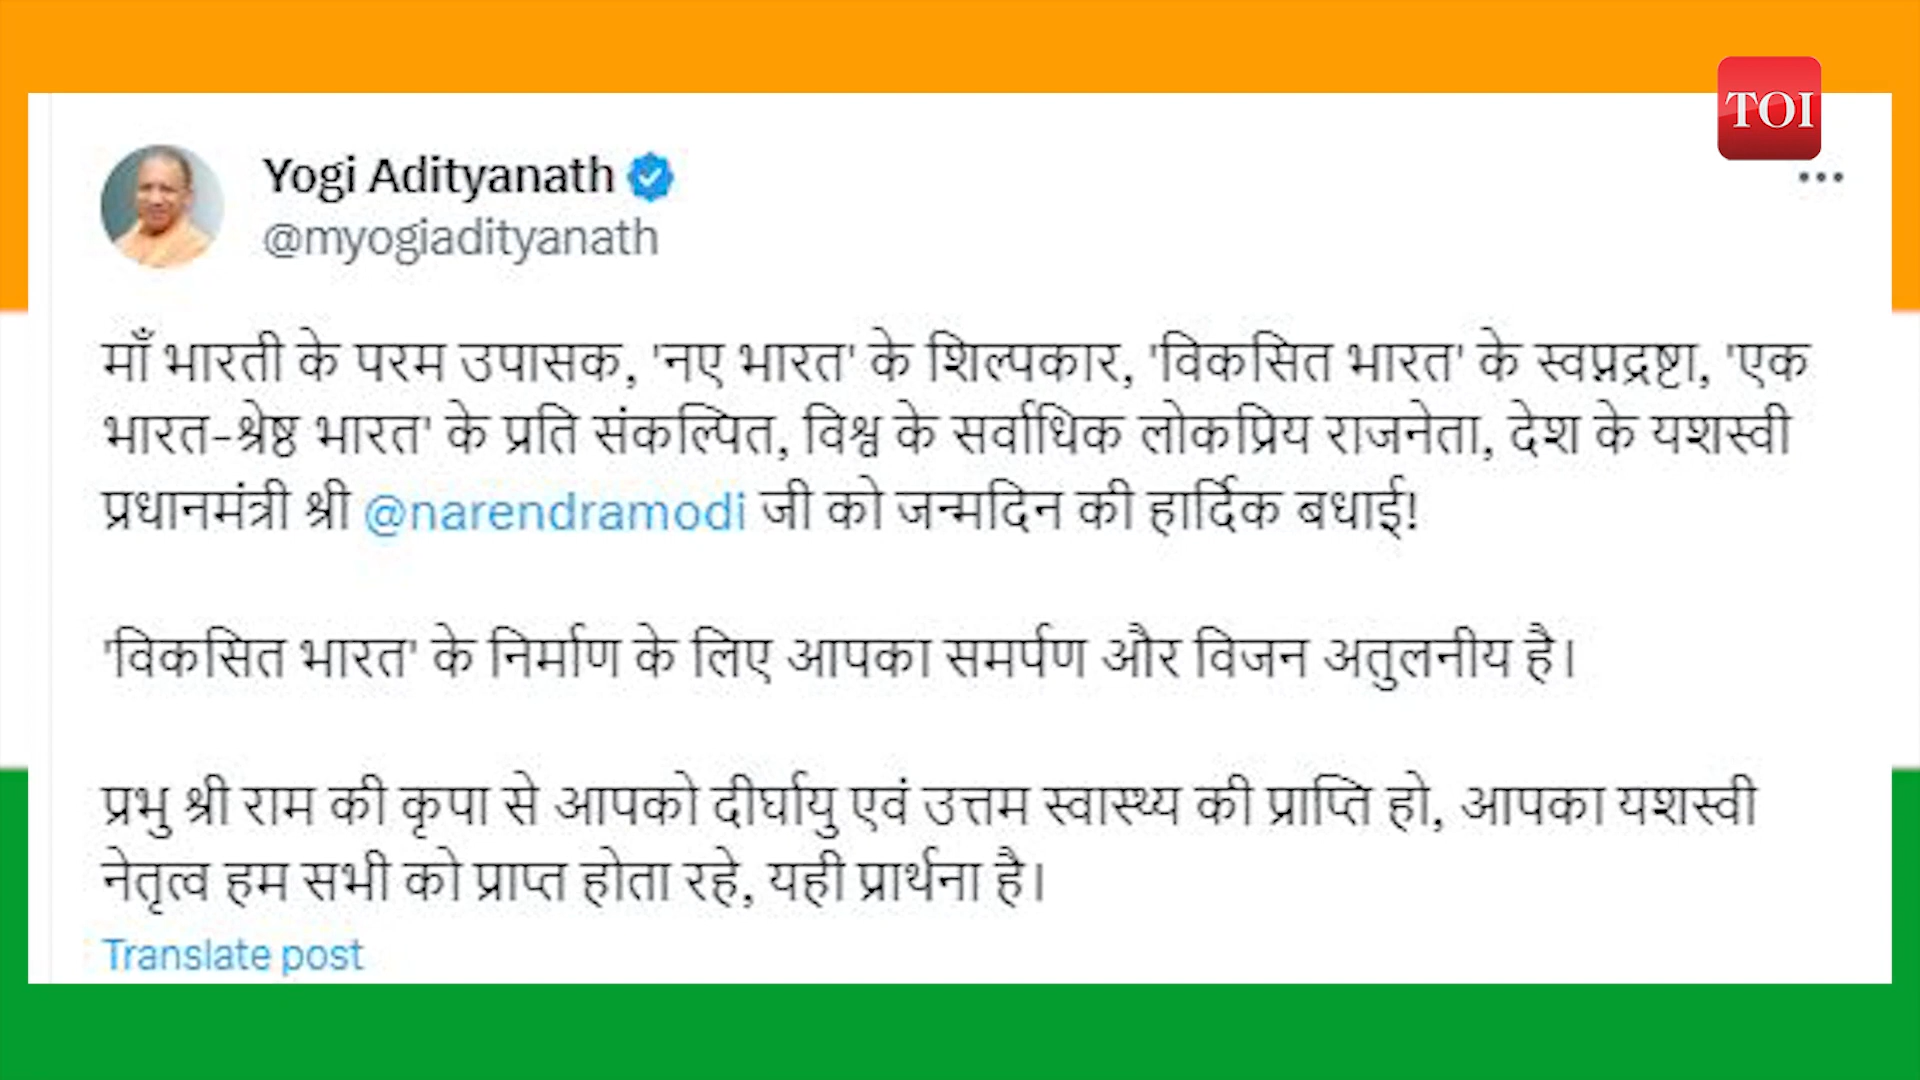 TOI
Yogi Adityanath
@myogiadityanath
माँ भारती के परम उपासक, 'नए भारत' के शिल्पकार, 'विकसित भारत' के स्वप्नद्रष्टा, 'एक
भारत-श्रेष्ठ भारत' के प्रति संकल्पित, विश्व के सर्वाधिक लोकप्रिय राजनेता, देश के यशस्वी
प्रधानमंत्री श्री @narendramodi जी को जन्मदिन की हार्दिक बधाई!
'विकसित भारत' के निर्माण के लिए आपका समर्पण और विजन अतुलनीय है।
प्रभु श्री राम की कृपा से आपको दीर्घायु एवं उत्तम स्वास्थ्य की प्राप्ति हो, आपका यशस्वी
नेतृत्व हम सभी को प्राप्त होता रहे, यही प्रार्थना है।
Translate post